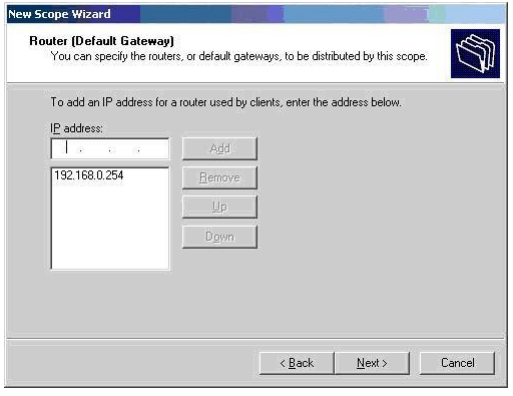 New Scope Wizard
Router (Default Gateway)
You can specify the routers, or default gateways, to be distributed by this scope.
To add an IP address for a router used by clients, enter the address below.
IP address:
. . .
Add
192.168.0.254
Remove
Up
Down
< Back
Next >
Cancel